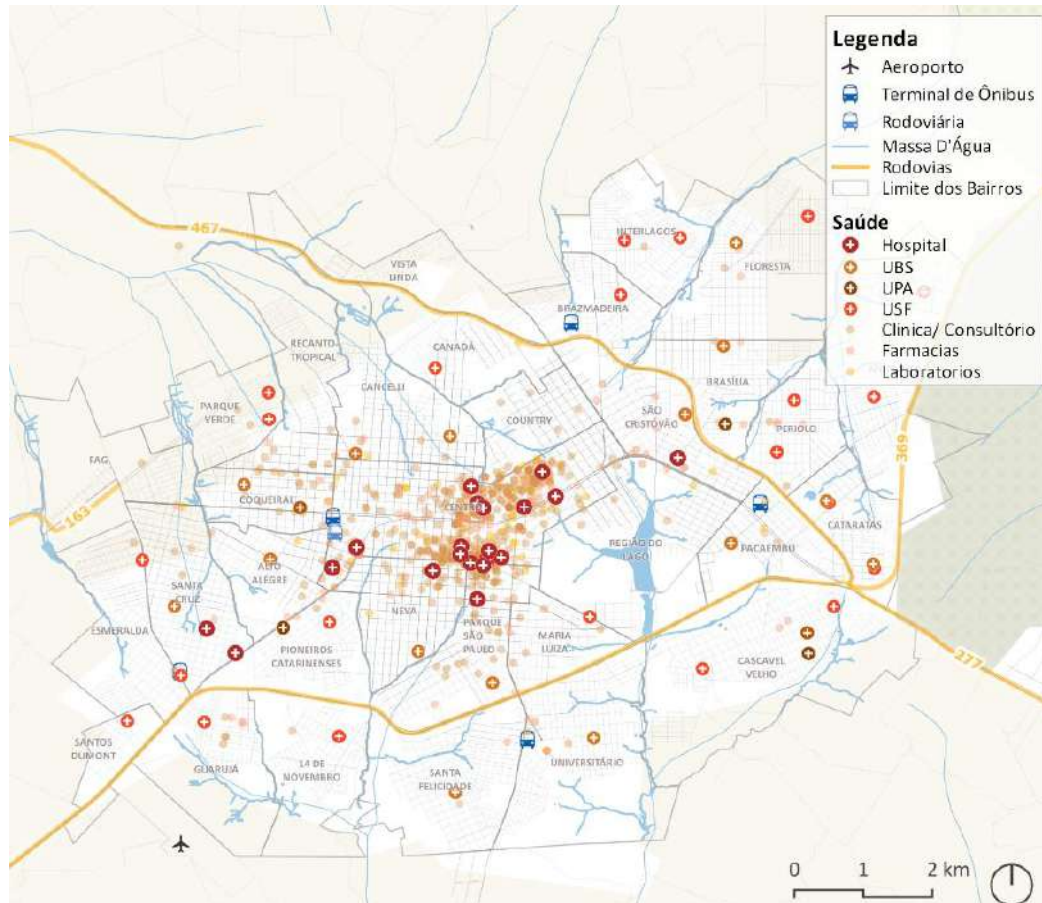 Legenda
Aeroporto
Terminal de Ônibus
Rodoviária
Massa D'Água
Rodovias
Limite dos Bairros
Saúde
Hospital
UBS
UPA
USF
Clinica/ Consultório
Farmacias
Laboratorios
467
VISTA
LINDA
INTERLAGOS
FLORESTA
BRAZMADEIRA
RECANTO
TROPICAL
CANADÁ
CANCELLI
BRASÍLIA
PARQUE
VERDE
COUNTRY
SÃO
CRISTÓVÃO
PERIOLO
FAG
369
COQUEIRAL
CENTRO
163
CATARATAS
REGIÃO DO
LAGO
PACAEMBU
ALTO
ALEGRE
SANTA
CRUZ
NEVA
ESMERALDA
PARQUE
SÃO
PAULO
MARIA
LUIZA
PIONEIROS
CATARINENSES
CASCAVEL
VELHO
277
SANTOS
DUMONT
GUARUJÁ
14 DE
NOVEMBRO
SANTA
FELICIDADE
UNIVERSITÁRIO
0 1 2 km